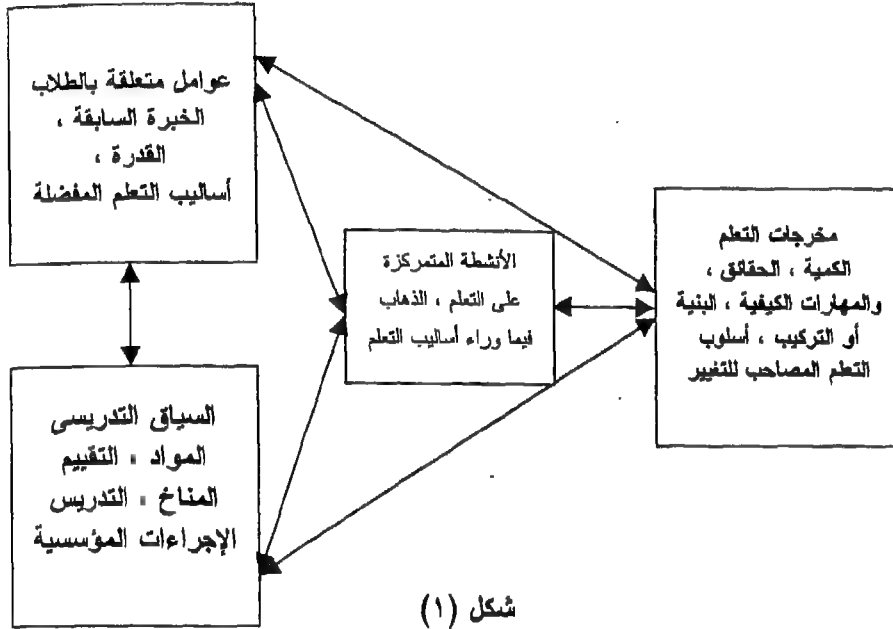 عوامل متعلقة بالطلاب
الخبرة السابقة ،
القدرة ،
أساليب التعلم المفضلة
الأنشطة المتمركزة
على التعلم ، الذهاب
فيما وراء أساليب التعلم
مخرجات التعلم
الكمية ، الحقائق ،
والمهارات الكيفية ، البنية
أو التركيب ، أسلوب
التعلم المصاحب للتغيير
السياق التدريسى
المواد ، التقييم
المناخ ، التدريس
الإجراءات المؤسسية
شكل (١)